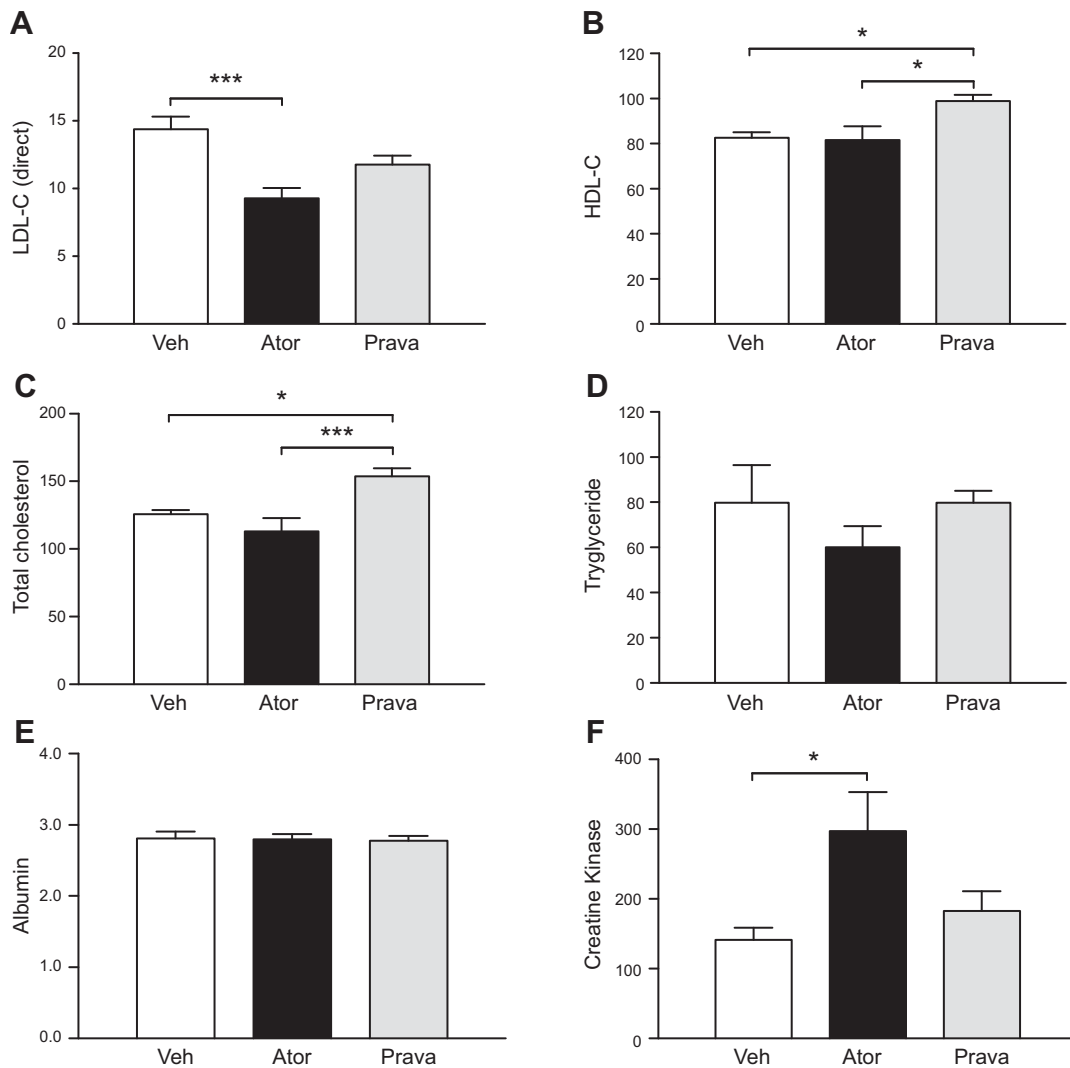 A
LDL-C (direct)
20
15
10
5
0
***
Veh Ator Prava
B
HDL-C
120
100
80
60
40
20
0
*
*
Veh Ator Prava
C
Total cholesterol
200
150
100
50
0
*
***
Veh Ator Prava
D
Tryglyceride
120
100
80
60
40
20
0
Veh Ator Prava
E
Albumin
4.0
3.0
2.0
1.0
0.0
Veh Ator Prava
F
Creatine Kinase
400
300
200
100
0
*
Veh Ator Prava